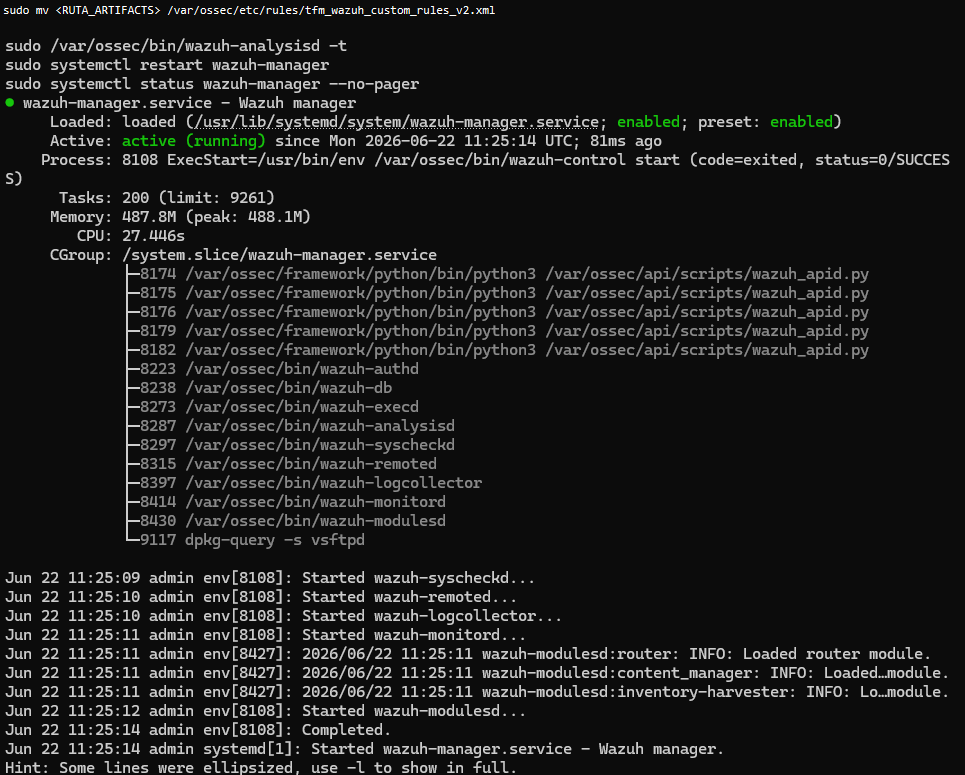 sudo mv <RUTA_ARTIFACTS> /var/ossec/etc/rules/tfm_wazuh_custom_rules_v2.xml
sudo /var/ossec/bin/wazuh-analysisd -t
sudo systemctl restart wazuh-manager
sudo systemctl status wazuh-manager --no-pager
● wazuh-manager.service - Wazuh manager
Loaded: loaded (/usr/lib/systemd/system/wazuh-manager.service; enabled; preset: enabled)
Active: active (running) since Mon 2026-06-22 11:25:14 UTC; 81ms ago
Process: 8108 ExecStart=/usr/bin/env /var/ossec/bin/wazuh-control start (code=exited, status=0/SUCCES
S)
Tasks: 200 (limit: 9261)
Memory: 487.8M (peak: 488.1M)
CPU: 27.446s
CGroup: /system.slice/wazuh-manager.service
├─8174 /var/ossec/framework/python/bin/python3 /var/ossec/api/scripts/wazuh_apid.py
├─8175 /var/ossec/framework/python/bin/python3 /var/ossec/api/scripts/wazuh_apid.py
├─8176 /var/ossec/framework/python/bin/python3 /var/ossec/api/scripts/wazuh_apid.py
├─8179 /var/ossec/framework/python/bin/python3 /var/ossec/api/scripts/wazuh_apid.py
├─8182 /var/ossec/framework/python/bin/python3 /var/ossec/api/scripts/wazuh_apid.py
├─8223 /var/ossec/bin/wazuh-authd
├─8238 /var/ossec/bin/wazuh-db
├─8273 /var/ossec/bin/wazuh-execd
├─8287 /var/ossec/bin/wazuh-analysisd
├─8297 /var/ossec/bin/wazuh-syscheckd
├─8315 /var/ossec/bin/wazuh-remoted
├─8397 /var/ossec/bin/wazuh-logcollector
├─8414 /var/ossec/bin/wazuh-monitord
├─8430 /var/ossec/bin/wazuh-modulesd
└─9117 dpkg-query -s vsftpd
Jun 22 11:25:09 admin env[8108]: Started wazuh-syscheckd...
Jun 22 11:25:10 admin env[8108]: Started wazuh-remoted...
Jun 22 11:25:10 admin env[8108]: Started wazuh-logcollector...
Jun 22 11:25:11 admin env[8108]: Started wazuh-monitord...
Jun 22 11:25:11 admin env[8427]: 2026/06/22 11:25:11 wazuh-modulesd:router: INFO: Loaded router module.
Jun 22 11:25:11 admin env[8427]: 2026/06/22 11:25:11 wazuh-modulesd:content_manager: INFO: Loaded…module.
Jun 22 11:25:11 admin env[8427]: 2026/06/22 11:25:11 wazuh-modulesd:inventory-harvester: INFO: Lo…module.
Jun 22 11:25:12 admin env[8108]: Started wazuh-modulesd...
Jun 22 11:25:14 admin env[8108]: Completed.
Jun 22 11:25:14 admin systemd[1]: Started wazuh-manager.service - Wazuh manager.
Hint: Some lines were ellipsized, use -l to show in full.